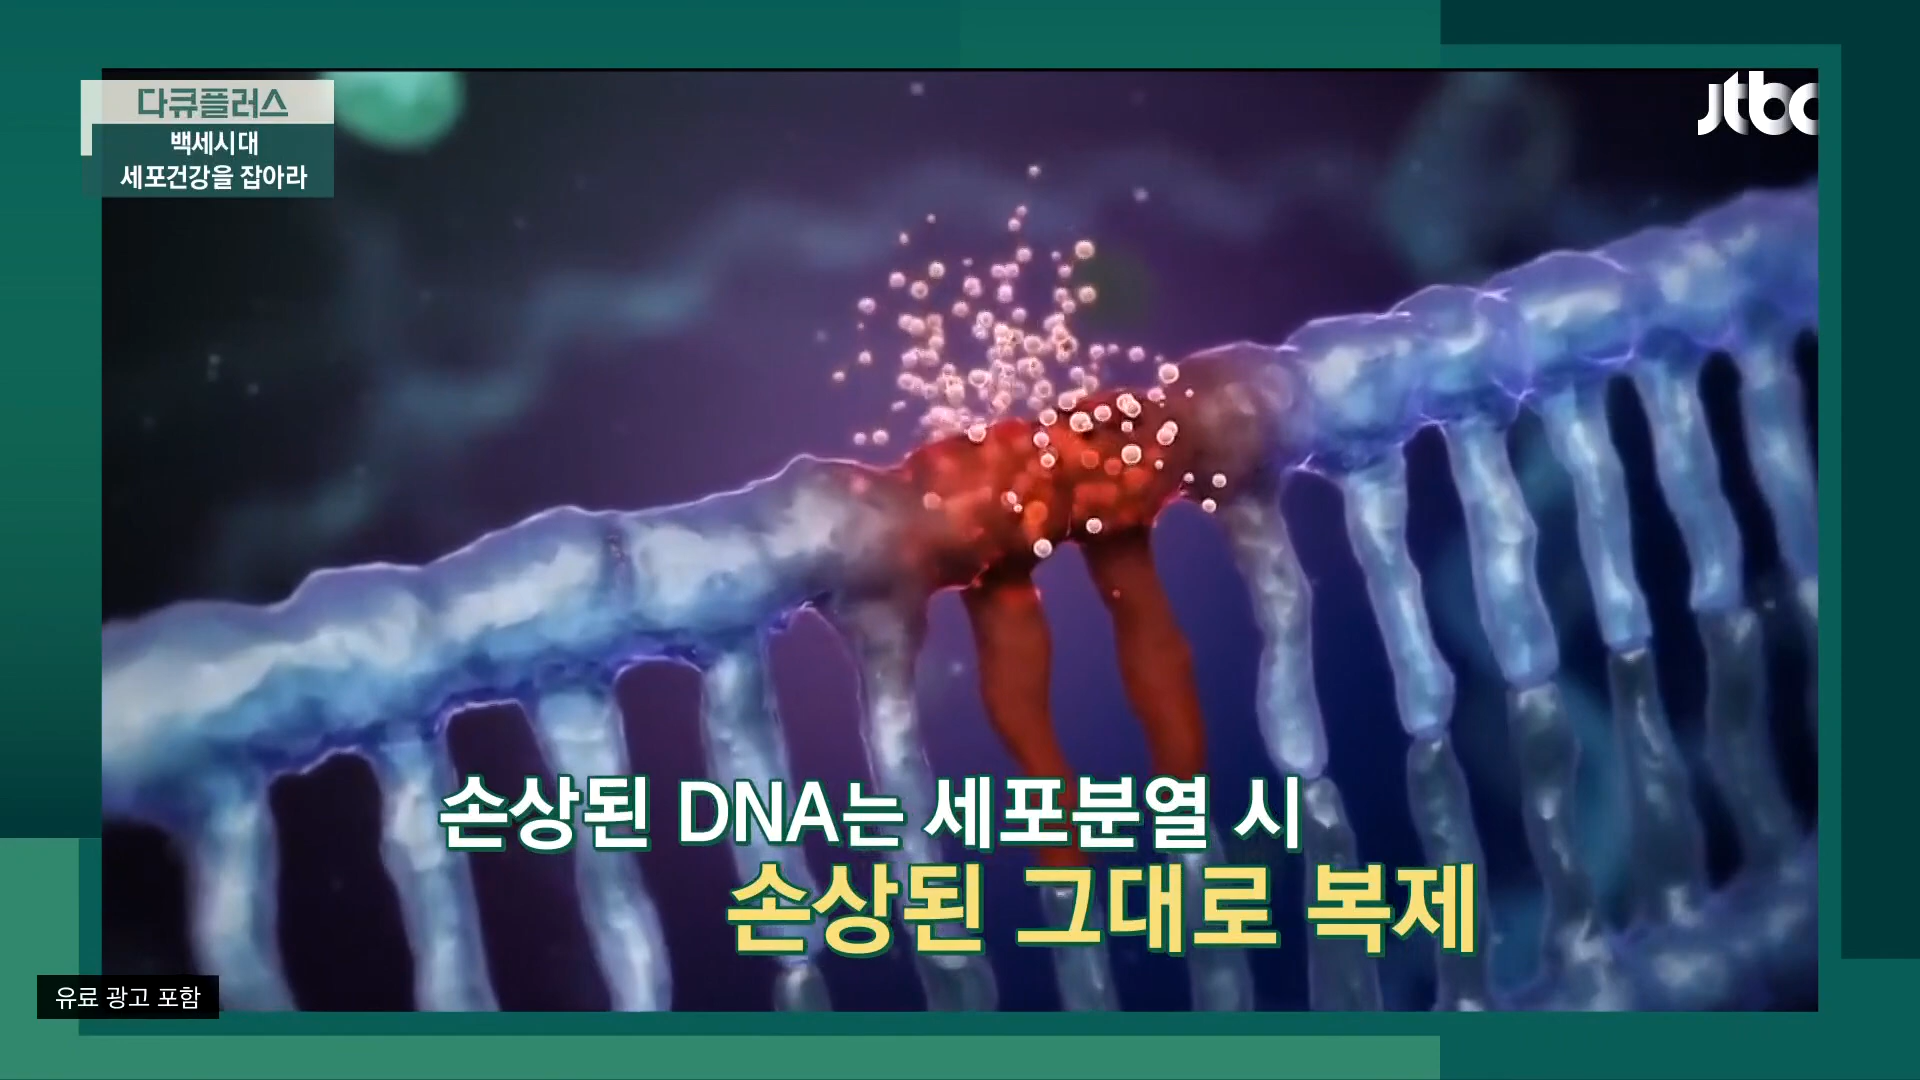 다큐플러스
백세시대
세포건강을 잡아라
jtbc
손상된 DNA는 세포분열 시
손상된 그대로 복제
유료 광고 포함